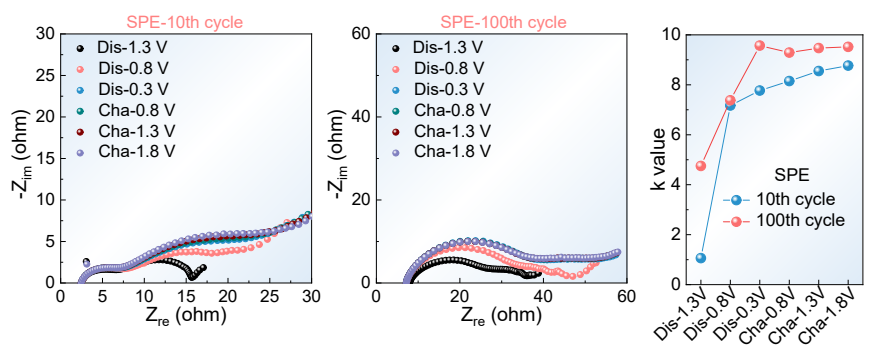 SPE-10th cycle
30
25
20
15
10
5
0
-Z_im (ohm)
Dis-1.3 V
Dis-0.8 V
Dis-0.3 V
Cha-0.8 V
Cha-1.3 V
Cha-1.8 V
0 5 10 15 20 25 30
Z_re (ohm)
SPE-100th cycle
60
40
20
0
-Z_im (ohm)
Dis-1.3 V
Dis-0.8 V
Dis-0.3 V
Cha-0.8 V
Cha-1.3 V
Cha-1.8 V
0 20 40 60
Z_re (ohm)
10
8
6
4
2
0
k value
SPE
10th cycle
100th cycle
Dis-1.3V
Dis-0.8V
Dis-0.3V
Cha-0.8V
Cha-1.3V
Cha-1.8V